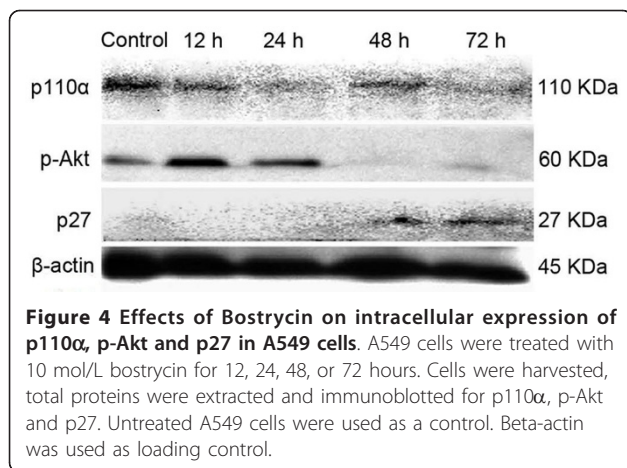 Control 12 h 24 h 48 h 72 h
p110α 110 KDa
p-Akt 60 KDa
p27 27 KDa
β-actin 45 KDa
Figure 4 Effects of Bostrycin on intracellular expression of
p110α, p-Akt and p27 in A549 cells. A549 cells were treated with
10 mol/L bostrycin for 12, 24, 48, or 72 hours. Cells were harvested,
total proteins were extracted and immunoblotted for p110α, p-Akt
and p27. Untreated A549 cells were used as a control. Beta-actin
was used as loading control.